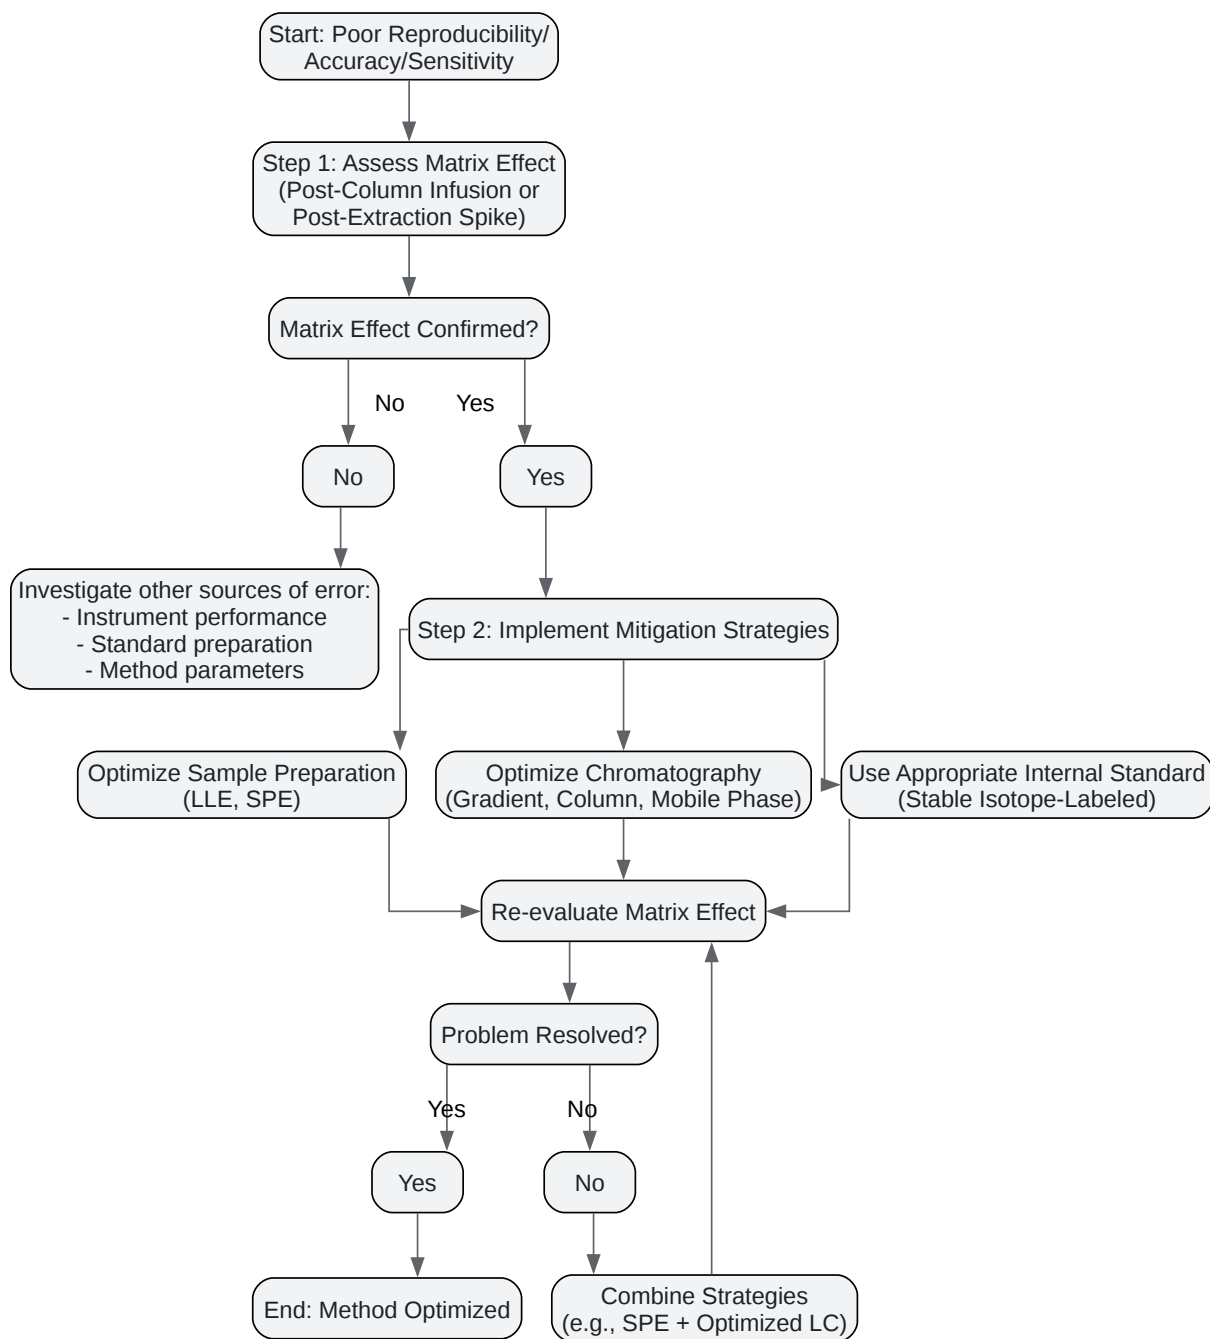 Start: Poor Reproducibility/
Accuracy/Sensitivity
Step 1: Assess Matrix Effect
(Post-Column Infusion or
Post-Extraction Spike)
Matrix Effect Confirmed?
No
Yes
No
Yes
Investigate other sources of error:
- Instrument performance
- Standard preparation
- Method parameters
Step 2: Implement Mitigation Strategies
Optimize Sample Preparation
(LLE, SPE)
Optimize Chromatography
(Gradient, Column, Mobile Phase)
Use Appropriate Internal Standard
(Stable Isotope-Labeled)
Re-evaluate Matrix Effect
Problem Resolved?
Yes
No
Yes
No
End: Method Optimized
Combine Strategies
(e.g., SPE + Optimized LC)